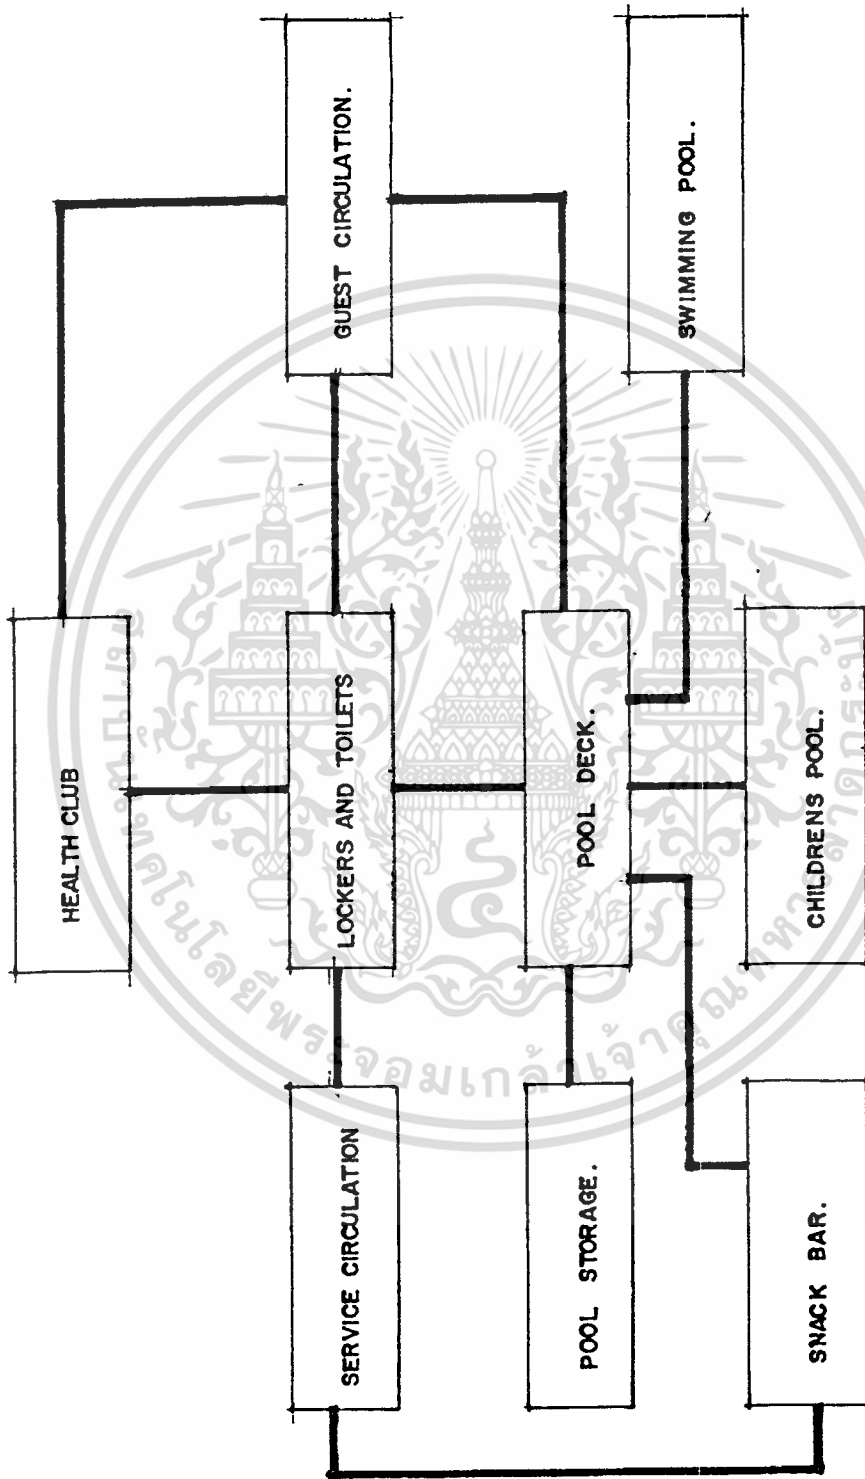 HEALTH CLUB
SERVICE CIRCULATION
LOCKERS AND TOILETS
GUEST CIRCULATION.
POOL STORAGE.
POOL DECK.
SNACK BAR.
CHILDRENS POOL.
SWIMMING POOL.